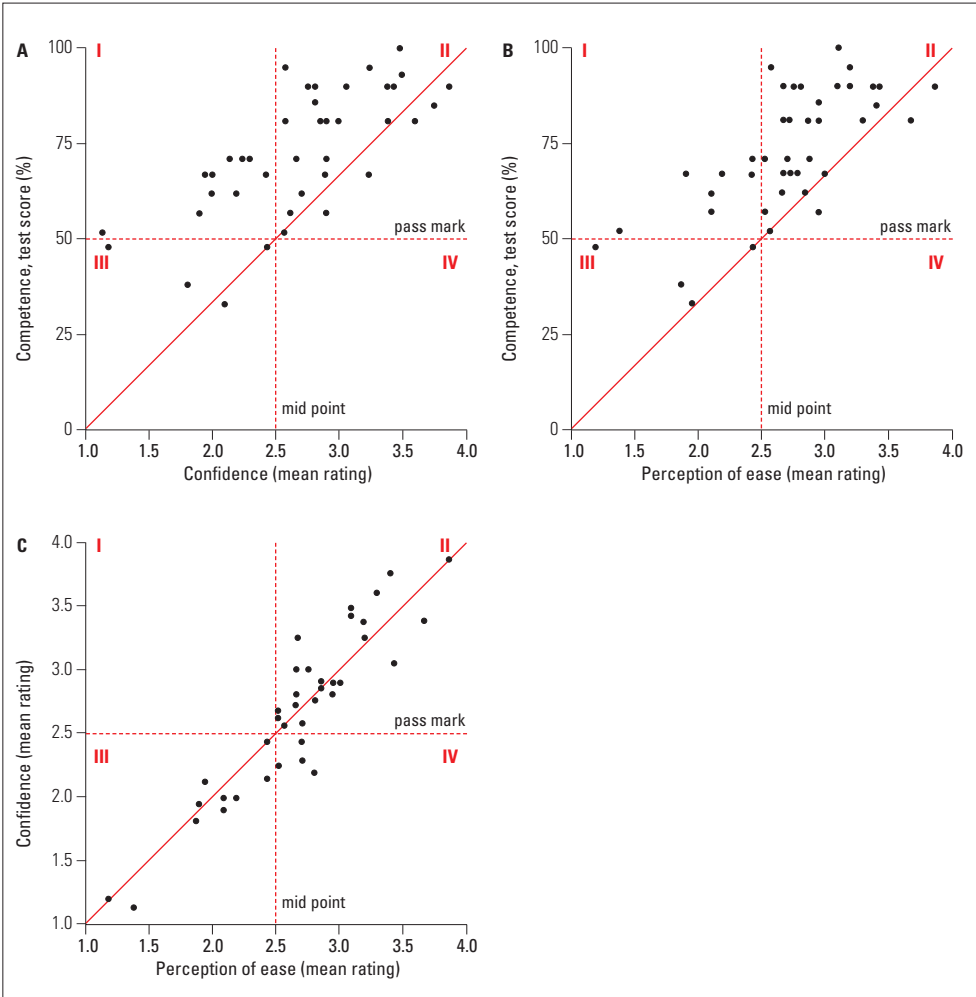 A
I
II
100
75
50
25
0
Competence, test score (%)
pass mark
III
IV
mid point
1.0 1.5 2.0 2.5 3.0 3.5 4.0
Confidence (mean rating)
B
I
II
100
75
50
25
0
Competence, test score (%)
pass mark
III
IV
mid point
1.0 1.5 2.0 2.5 3.0 3.5 4.0
Perception of ease (mean rating)
C
I
II
4.0
3.5
3.0
2.5
2.0
1.5
1.0
Confidence (mean rating)
pass mark
III
IV
mid point
1.0 1.5 2.0 2.5 3.0 3.5 4.0
Perception of ease (mean rating)